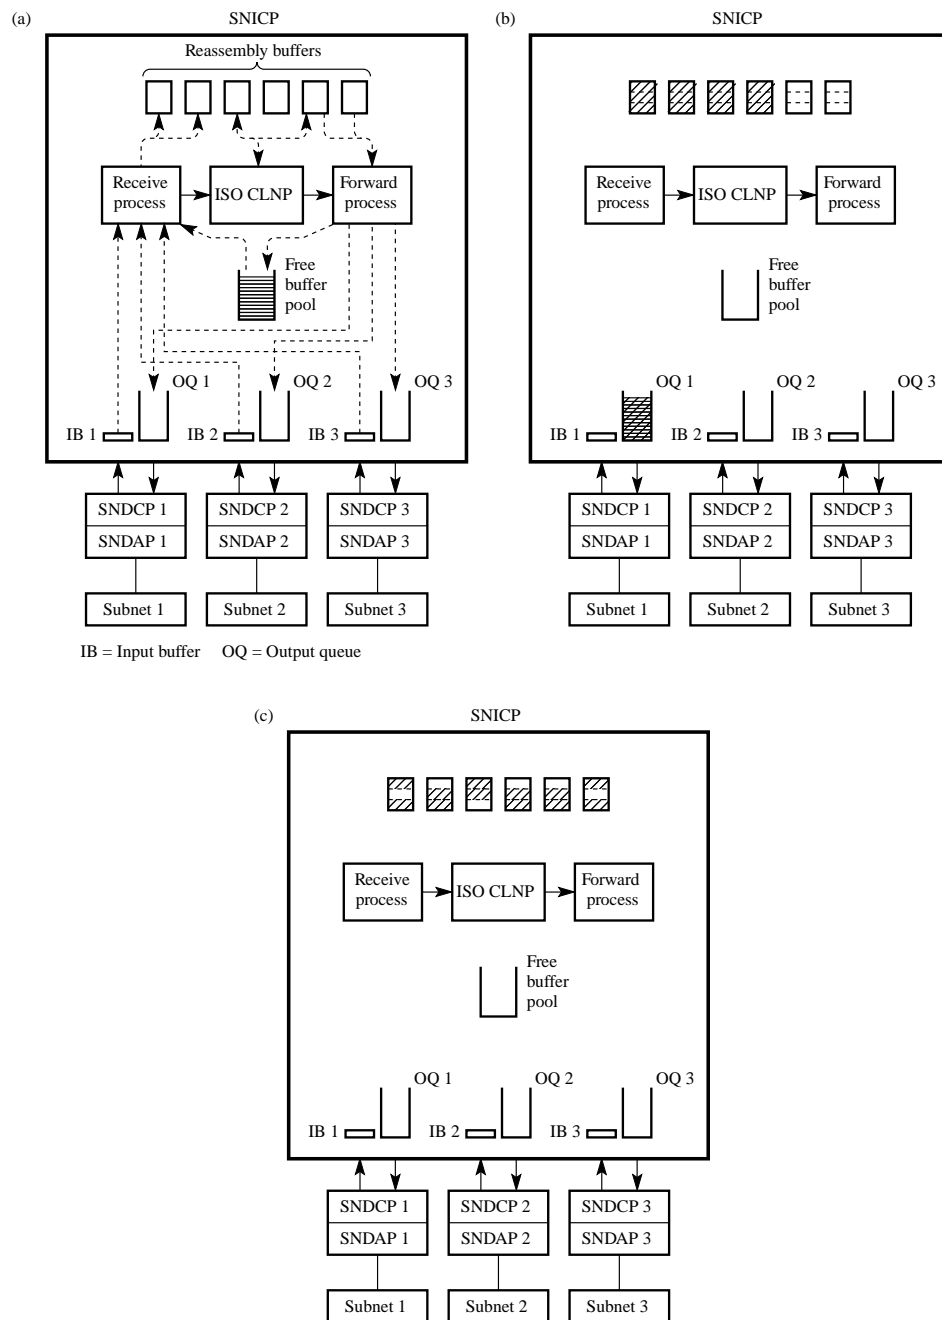 (a)
SNICP
Reassembly buffers
Receive
process
ISO CLNP
Forward
process
Free
buffer
pool
OQ 1
OQ 2
OQ 3
IB 1
IB 2
IB 3
SNDCP 1
SNDCP 2
SNDCP 3
SNDAP 1
SNDAP 2
SNDAP 3
Subnet 1
Subnet 2
Subnet 3
IB = Input buffer OQ = Output queue
(b)
SNICP
Receive
process
ISO CLNP
Forward
process
Free
buffer
pool
OQ 1
OQ 2
OQ 3
IB 1
IB 2
IB 3
SNDCP 1
SNDCP 2
SNDCP 3
SNDAP 1
SNDAP 2
SNDAP 3
Subnet 1
Subnet 2
Subnet 3
(c)
SNICP
Receive
process
ISO CLNP
Forward
process
Free
buffer
pool
OQ 1
OQ 2
OQ 3
IB 1
IB 2
IB 3
SNDCP 1
SNDCP 2
SNDCP 3
SNDAP 1
SNDAP 2
SNDAP 3
Subnet 1
Subnet 2
Subnet 3